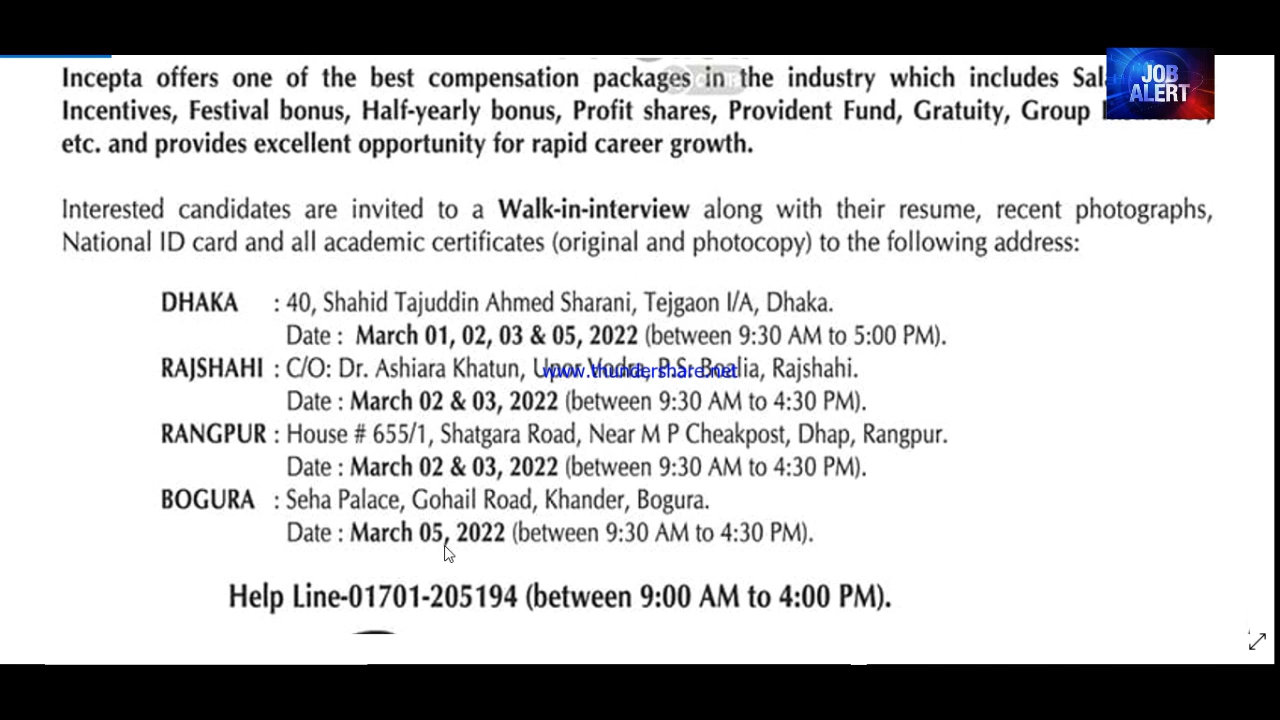 Incepta offers one of the best compensation packages in the industry which includes
Incentives, Festival bonus, Half-yearly bonus, Profit shares, Provident Fund, Gratuity, Group
etc. and provides excellent opportunity for rapid career growth.
JOB
ALERT
Interested candidates are invited to a Walk-in-interview along with their resume, recent photographs,
National ID card and all academic certificates (original and photocopy) to the following address:
DHAKA : 40, Shahid Tajuddin Ahmed Sharani, Tejgaon I/A, Dhaka.
Date : March 01, 02, 03 & 05, 2022 (between 9:30 AM to 5:00 PM).
RAJSHAHI : C/O: Dr. Ashiara Khatun, Rajshahi.
www.thundershare.net
Date : March 02 & 03, 2022 (between 9:30 AM to 4:30 PM).
RANGPUR : House # 655/1, Shatgara Road, Near M P Cheakpost, Dhap, Rangpur.
Date : March 02 & 03, 2022 (between 9:30 AM to 4:30 PM).
BOGURA : Seha Palace, Gohail Road, Khander, Bogura.
Date : March 05, 2022 (between 9:30 AM to 4:30 PM).
Help Line-01701-205194 (between 9:00 AM to 4:00 PM).